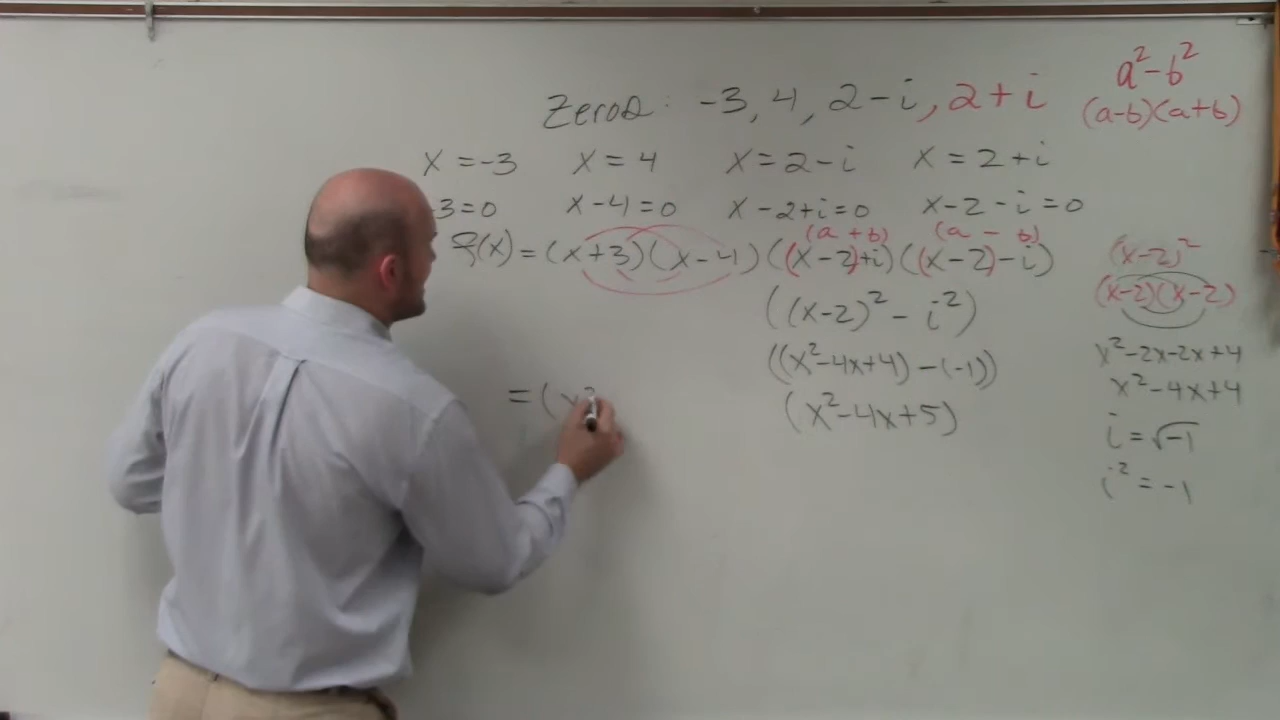 Zeros: -3, 4, 2-i, 2+i
a²-b²
(a-b)(a+b)
x=-3 x=4 x=2-i x=2+i
3=0 x-4=0 x-2+i=0 x-2-i=0
(a + b) (a - b)
f(x)=(x+3)(x-4)((x-2)+i)((x-2)-i)
((x-2)²-i²)
((x²-4x+4)-(-1))
(x²-4x+5)
=(x²
(x-2)²
(x-2)(x-2)
x²-2x-2x+4
x²-4x+4
i=√-1
i²=-1